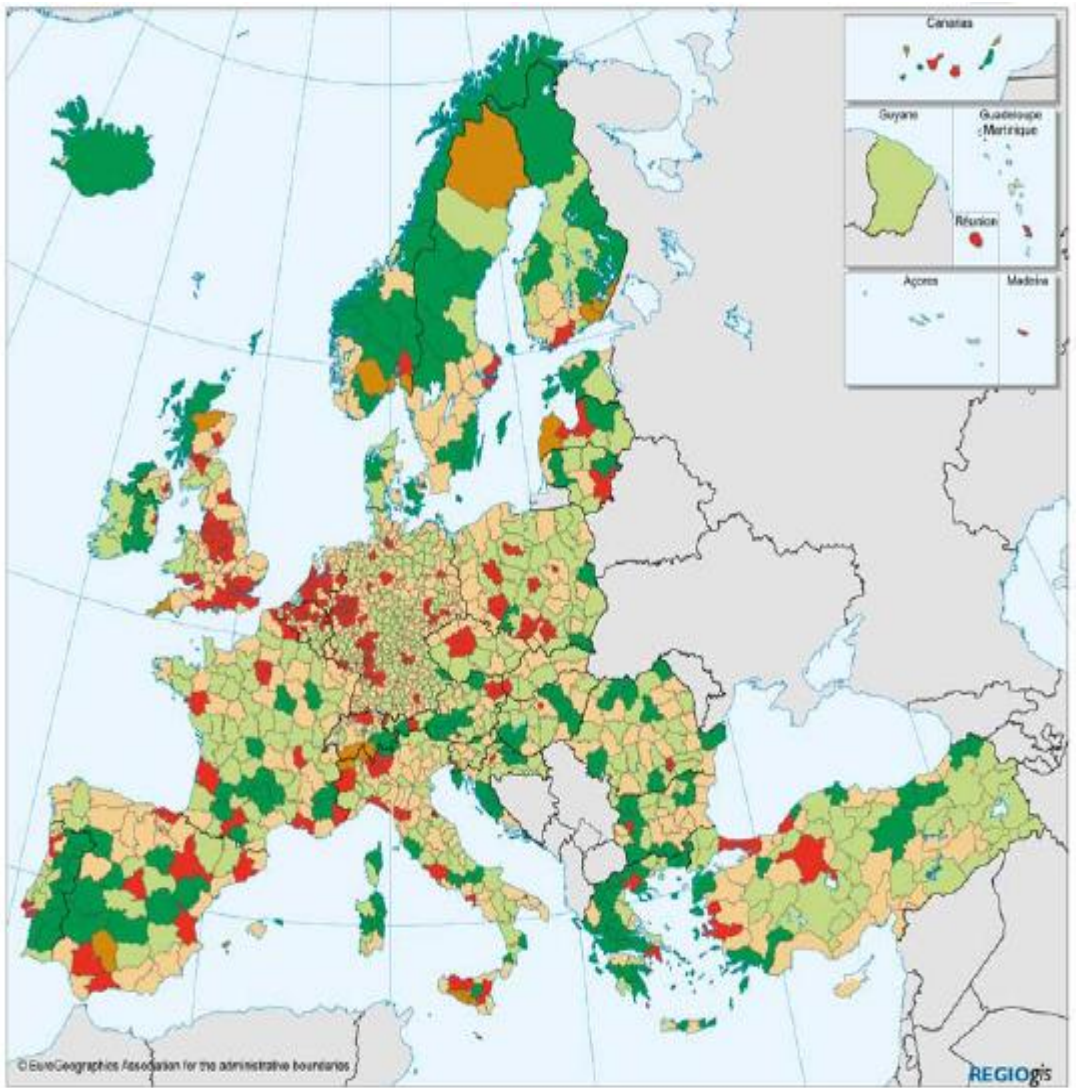 Canarias
Guyane
Guadeloupe
Martinique
Réunion
Açores
Madeira
© EuroGeographics Association for the administrative boundaries
REGIOgis